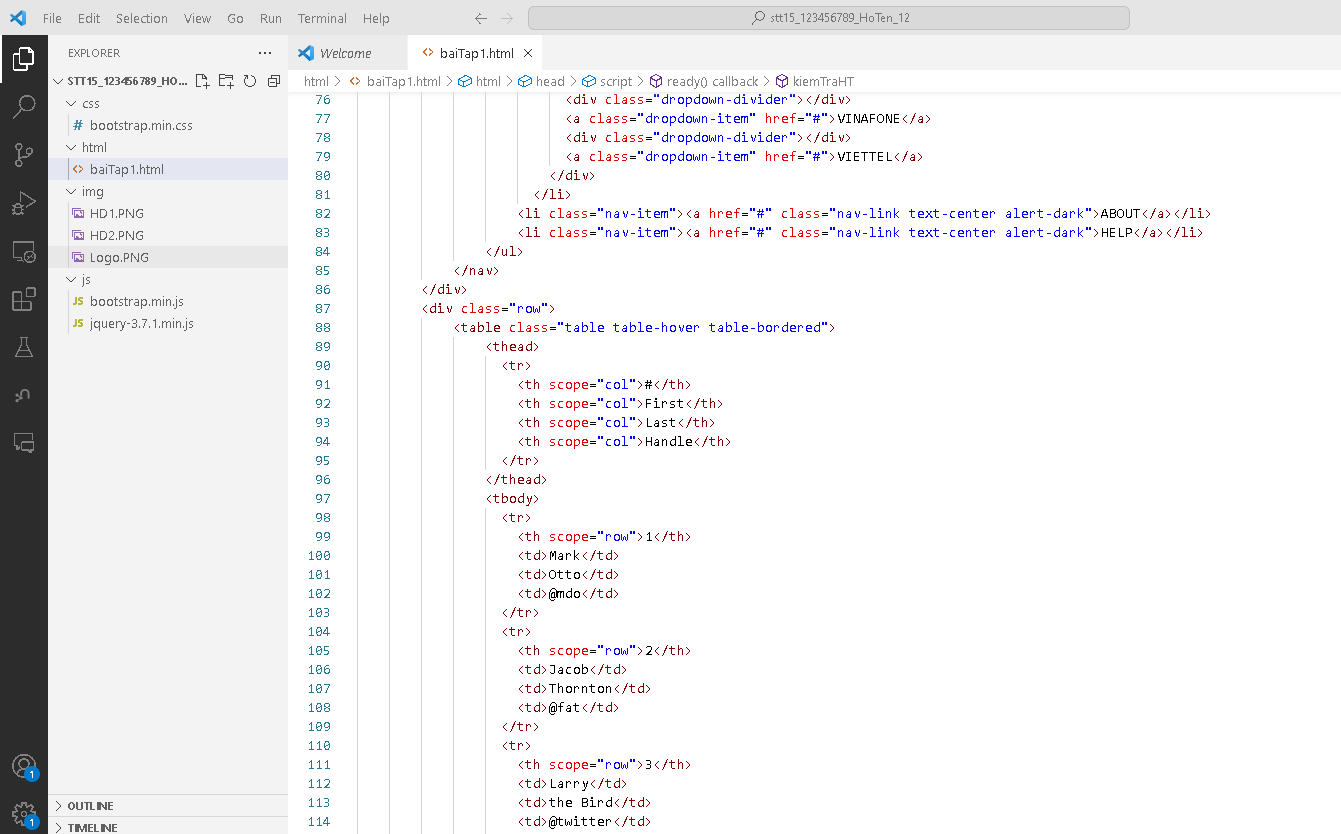 File Edit Selection View Go Run Terminal Help
stt15_123456789_HoTen_12
EXPLORER
STT15_123456789_HO...
css
# bootstrap.min.css
html
<> baiTap1.html
img
HD1.PNG
HD2.PNG
Logo.PNG
js
JS bootstrap.min.js
JS jquery-3.7.1.min.js
OUTLINE
TIMELINE
1
1
Welcome
<> baiTap1.html
html > <> baiTap1.html > html > head > script > ready() callback > kiemTraHT
76 <div class="dropdown-divider"></div>
77 <a class="dropdown-item" href="#">VINAFONE</a>
78 <div class="dropdown-divider"></div>
79 <a class="dropdown-item" href="#">VIETTEL</a>
80 </div>
81 </li>
82 <li class="nav-item"><a href="#" class="nav-link text-center alert-dark">ABOUT</a></li>
83 <li class="nav-item"><a href="#" class="nav-link text-center alert-dark">HELP</a></li>
84 </ul>
85 </nav>
86 </div>
87 <div class="row">
88 <table class="table table-hover table-bordered">
89 <thead>
90 <tr>
91 <th scope="col">#</th>
92 <th scope="col">First</th>
93 <th scope="col">Last</th>
94 <th scope="col">Handle</th>
95 </tr>
96 </thead>
97 <tbody>
98 <tr>
99 <th scope="row">1</th>
100 <td>Mark</td>
101 <td>Otto</td>
102 <td>@mdo</td>
103 </tr>
104 <tr>
105 <th scope="row">2</th>
106 <td>Jacob</td>
107 <td>Thornton</td>
108 <td>@fat</td>
109 </tr>
110 <tr>
111 <th scope="row">3</th>
112 <td>Larry</td>
113 <td>the Bird</td>
114 <td>@twitter</td>